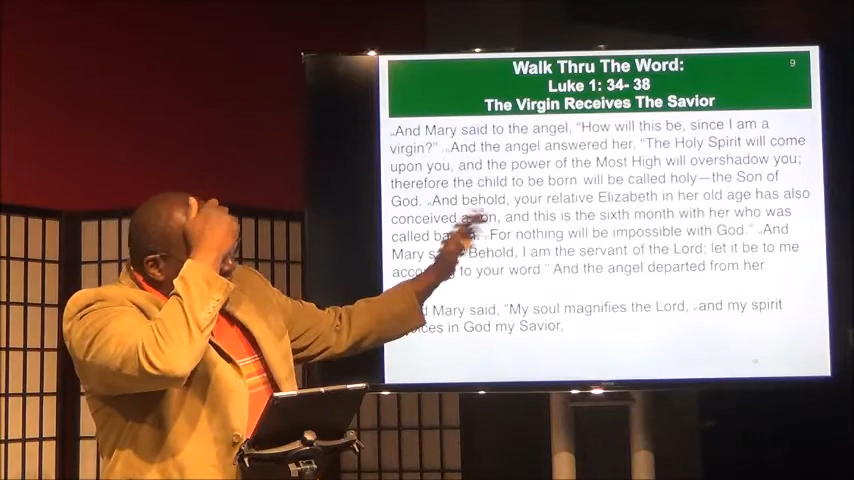 9
Walk Thru The Word:
Luke 1: 34- 38
The Virgin Receives The Savior
And Mary said to the angel, “How will this be, since I am a
virgin?” And the angel answered her, “The Holy Spirit will come
upon you, and the power of the Most High will overshadow you;
therefore the child to be born will be called holy—the Son of
God. And behold, your relative Elizabeth in her old age has also
conceived a son, and this is the sixth month with her who was
called For nothing will be impossible with God.” And
Mary Behold, I am the servant of the Lord; let it be to me
to your word.” And the angel departed from her.
Mary said, “My soul magnifies the Lord, and my spirit
in God my Savior,